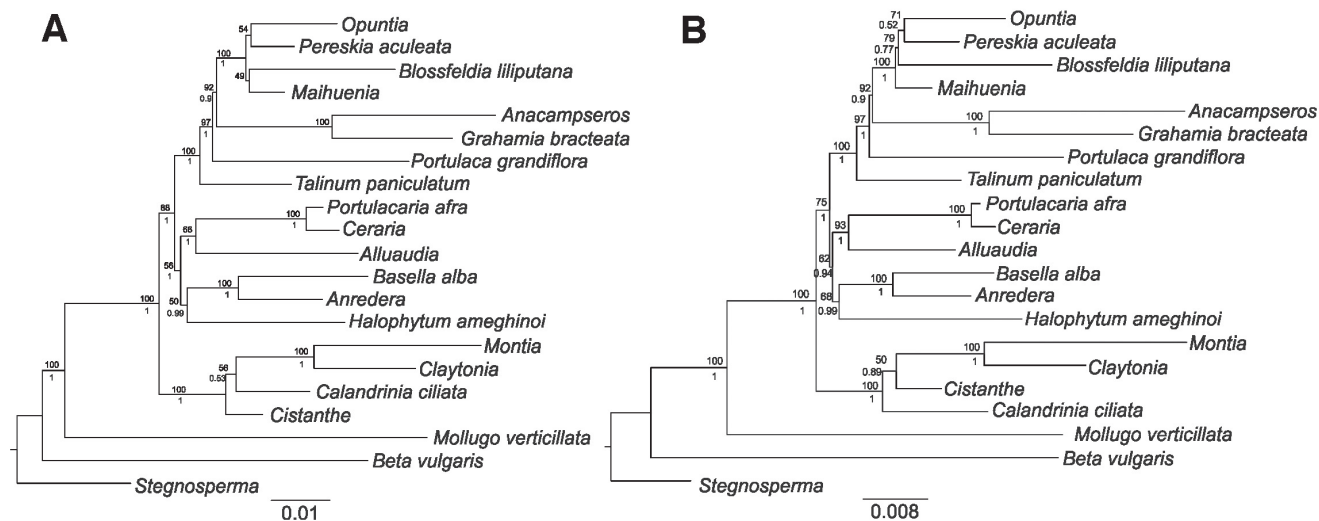 A
54
Opuntia
Pereskia aculeata
100
1
49
Blossfeldia liliputana
Maihuenia
92
0.9
100
1
Anacampseros
Grahamia bracteata
97
1
Portulaca grandiflora
100
1
Talinum paniculatum
100
1
Portulacaria afra
Ceraria
1
1
Alluaudia
1
100
1
Basella alba
Anredera
50
0.99
Halophytum ameghinoi
100
1
100
1
Montia
Claytonia
0.53
Calandrinia ciliata
100
1
Cistanthe
100
1
Mollugo verticillata
Beta vulgaris
Stegnosperma
0.01
B
71
0.52
Opuntia
Pereskia aculeata
79
0.77
Blossfeldia liliputana
100
1
Maihuenia
92
0.9
100
1
Anacampseros
Grahamia bracteata
97
1
Portulaca grandiflora
100
1
Talinum paniculatum
100
1
Portulacaria afra
Ceraria
75
1
93
1
Alluaudia
62
0.94
100
1
Basella alba
Anredera
68
0.99
Halophytum ameghinoi
100
1
100
1
Montia
Claytonia
50
0.89
Cistanthe
100
1
Calandrinia ciliata
100
1
Mollugo verticillata
Beta vulgaris
Stegnosperma
0.008